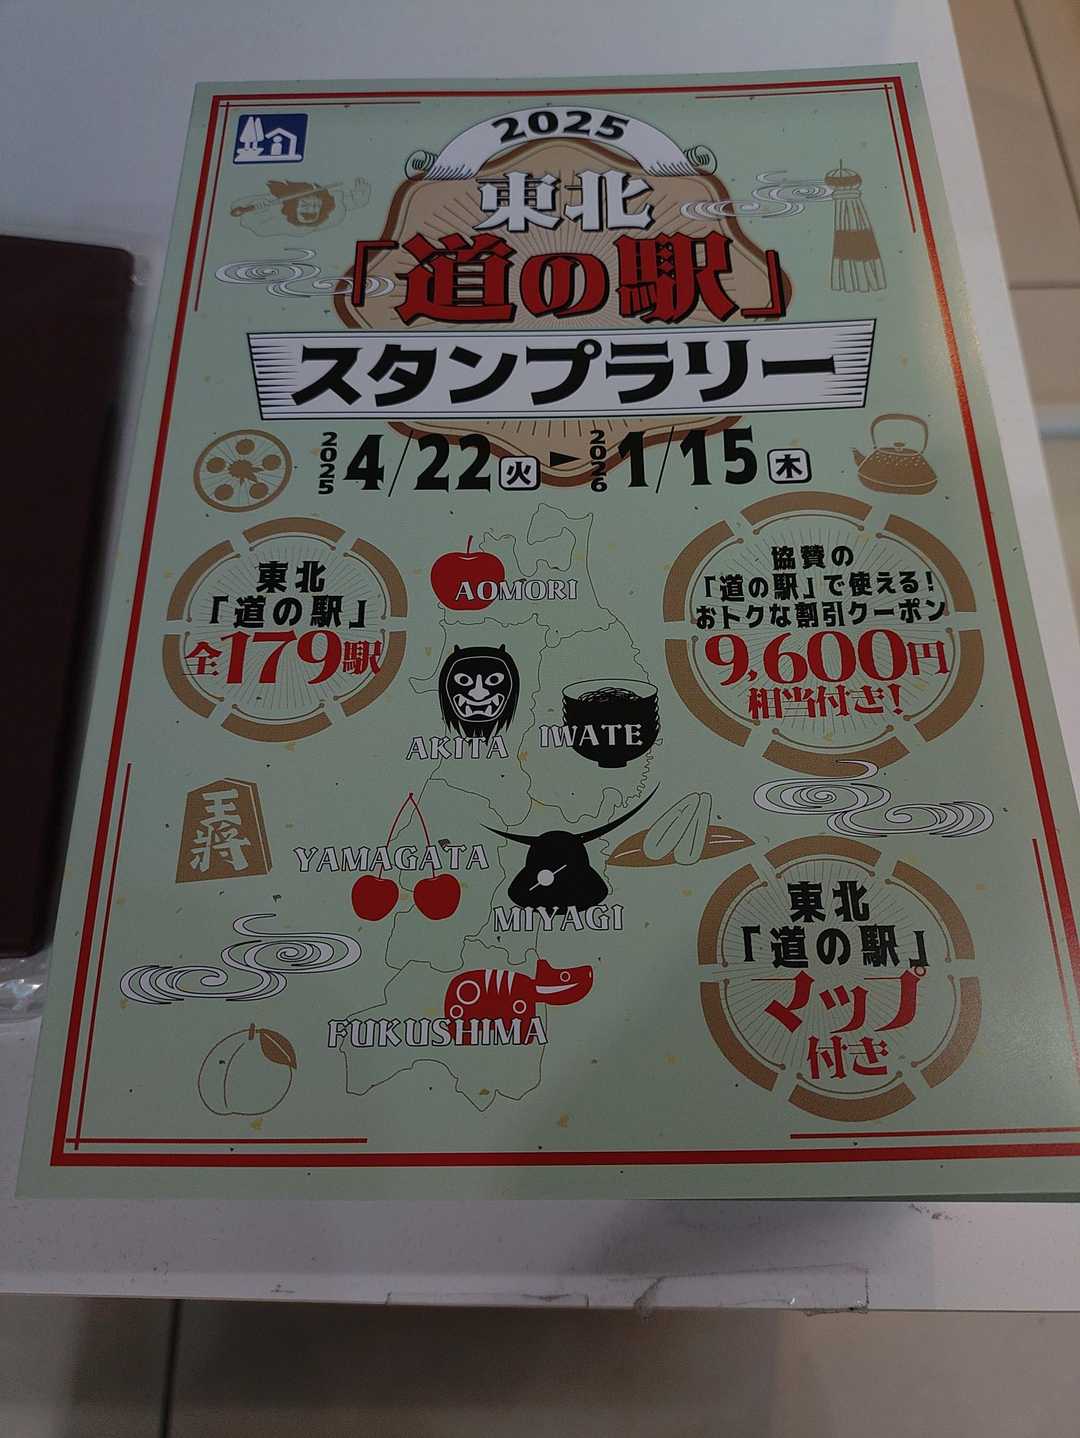 2025
東北
「道の駅」
スタンプラリー
2025 4/22 火 ► 2026 1/15 木
東北
「道の駅」
全179駅
協賛の
「道の駅」で使える!
おトクな割引クーポン
9,600円
相当付き!
AOMORI
AKITA
IWATE
王将
YAMAGATA
MIYAGI
FUKUSHIMA
東北
「道の駅」
マップ
付き